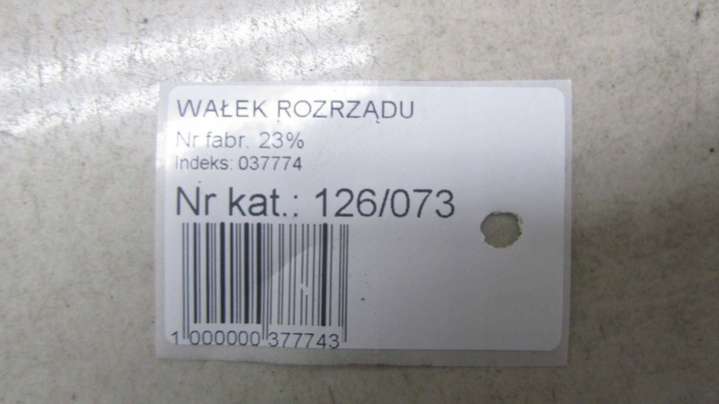 WAŁEK ROZRZĄDU
Nr fabr. 23%
Indeks: 037774
Nr kat.: 126/073
1 000000 377743